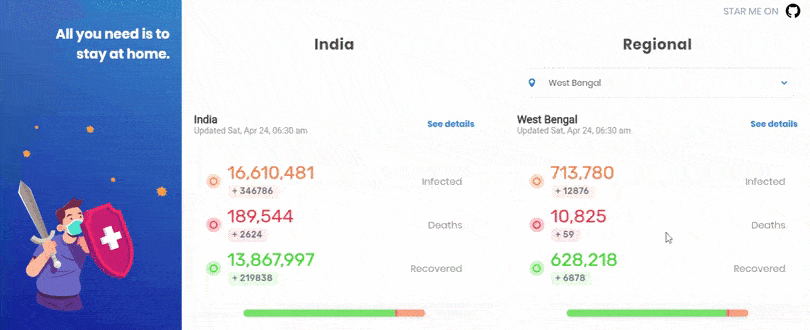 All you need is to
stay at home.
STAR ME ON
India
Regional
West Bengal
India
Updated Sat, Apr 24, 06:30 am
See details
16,610,481
+ 346786
Infected
189,544
+ 2624
Deaths
13,867,997
+ 219838
Recovered
West Bengal
Updated Sat, Apr 24, 06:30 am
See details
713,780
+ 12876
Infected
10,825
+ 59
Deaths
628,218
+ 6878
Recovered